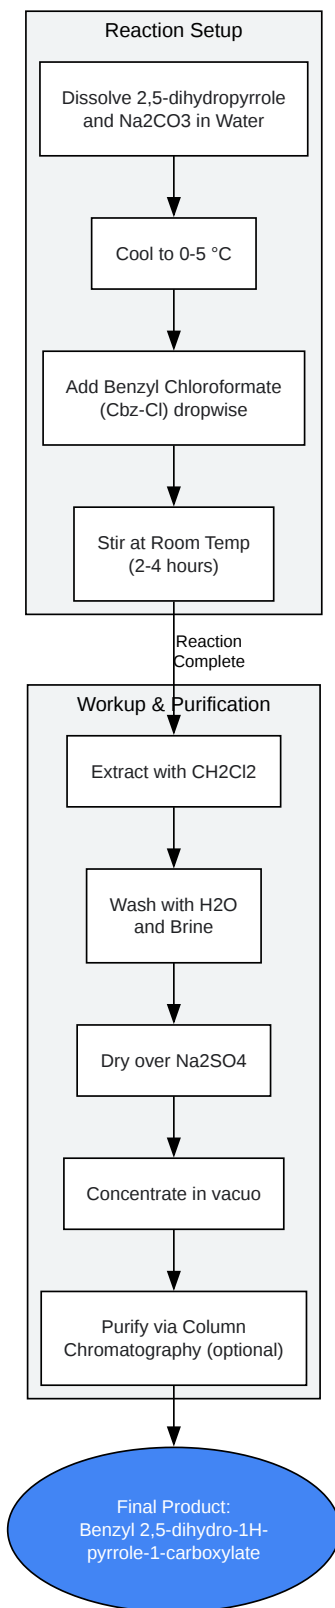 Reaction Setup
Dissolve 2,5-dihydropyrrole
and Na2CO3 in Water
Cool to 0-5 °C
Add Benzyl Chloroformate
(Cbz-Cl) dropwise
Stir at Room Temp
(2-4 hours)
Reaction
Complete
Workup & Purification
Extract with CH2Cl2
Wash with H2O
and Brine
Dry over Na2SO4
Concentrate in vacuo
Purify via Column
Chromatography (optional)
Final Product:
Benzyl 2,5-dihydro-1H-
pyrrole-1-carboxylate